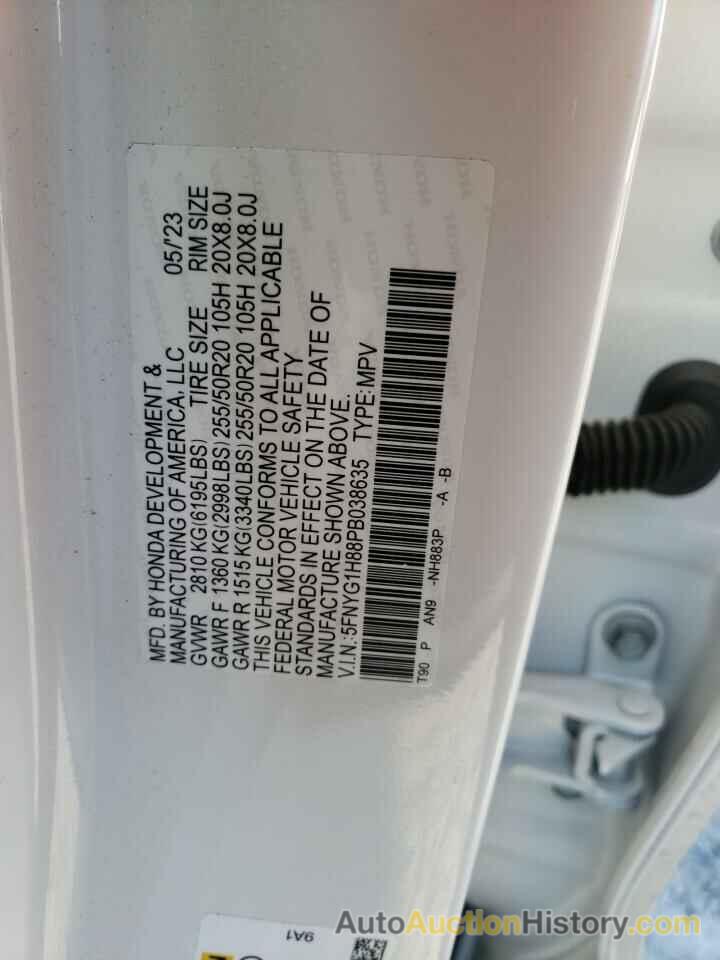 MFD. BY HONDA DEVELOPMENT &
MANUFACTURING OF AMERICA, LLC 05/'23
GVWR 2810 KG(6195LBS) TIRE SIZE RIM SIZE
GAWR F 1360 KG(2998LBS)255/50R20 105H 20X8.0J
GAWR R 1515 KG(3340LBS)255/50R20 105H 20X8.0J
THIS VEHICLE CONFORMS TO ALL APPLICABLE
FEDERAL MOTOR VEHICLE SAFETY
STANDARDS IN EFFECT ON THE DATE OF
MANUFACTURE SHOWN ABOVE.
V.I.N.:5FNYG1H88PB038635 TYPE:MPV
T90 P AN9 -NH883P -A -B
9A1
AutoAuctionHistory.com